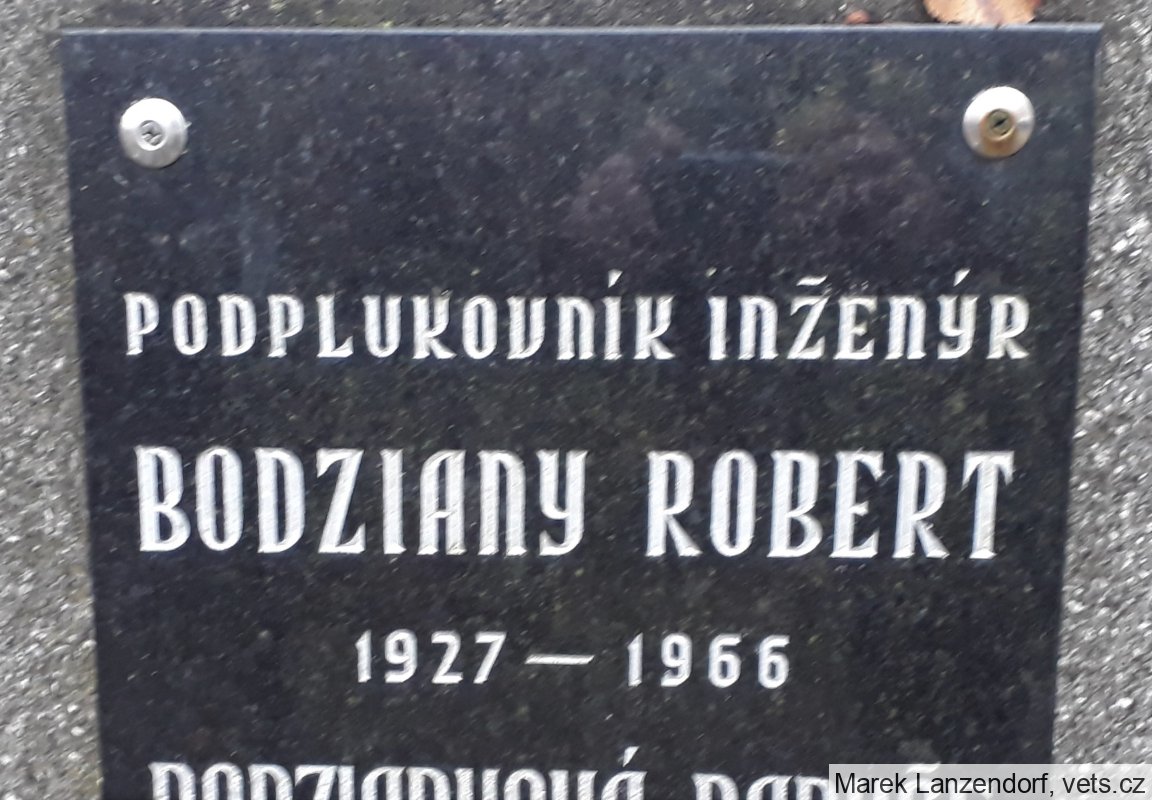 PODPLUKOVNÍK INŽENÝR
BODZIANY ROBERT
1927 — 1966
Marek Lanzendorf, vets.cz